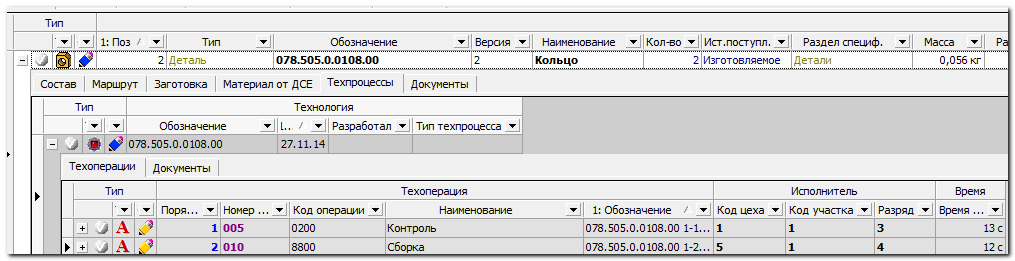 Тип
1: Поз Тип Обозначение Версия Наименование Кол-во Ист.поступл. Раздел специф. Масса Ра
2 Деталь 078.505.0.0108.00 2 Кольцо 2 Изготовляемое Детали 0,056 кг
Состав Маршрут Заготовка Материал от ДСЕ Техпроцессы Документы
Тип Технология
Обозначение Разработал Тип техпроцесса
078.505.0.0108.00 27.11.14
Техоперации Документы
Тип Техоперация Исполнитель Время
Поря... Номер ... Код операции Наименование 1: Обозначение Код цеха Код участка Разряд Время ...
1 005 0200 Контроль 078.505.0.0108.00 1-1... 1 1 3 13 с
2 010 8800 Сборка 078.505.0.0108.00 1-2... 5 1 4 12 с